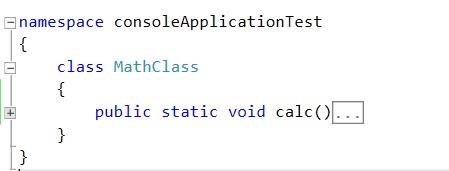 namespace consoleApplicationTest
{
class MathClass
{
public static void calc()...
}
}